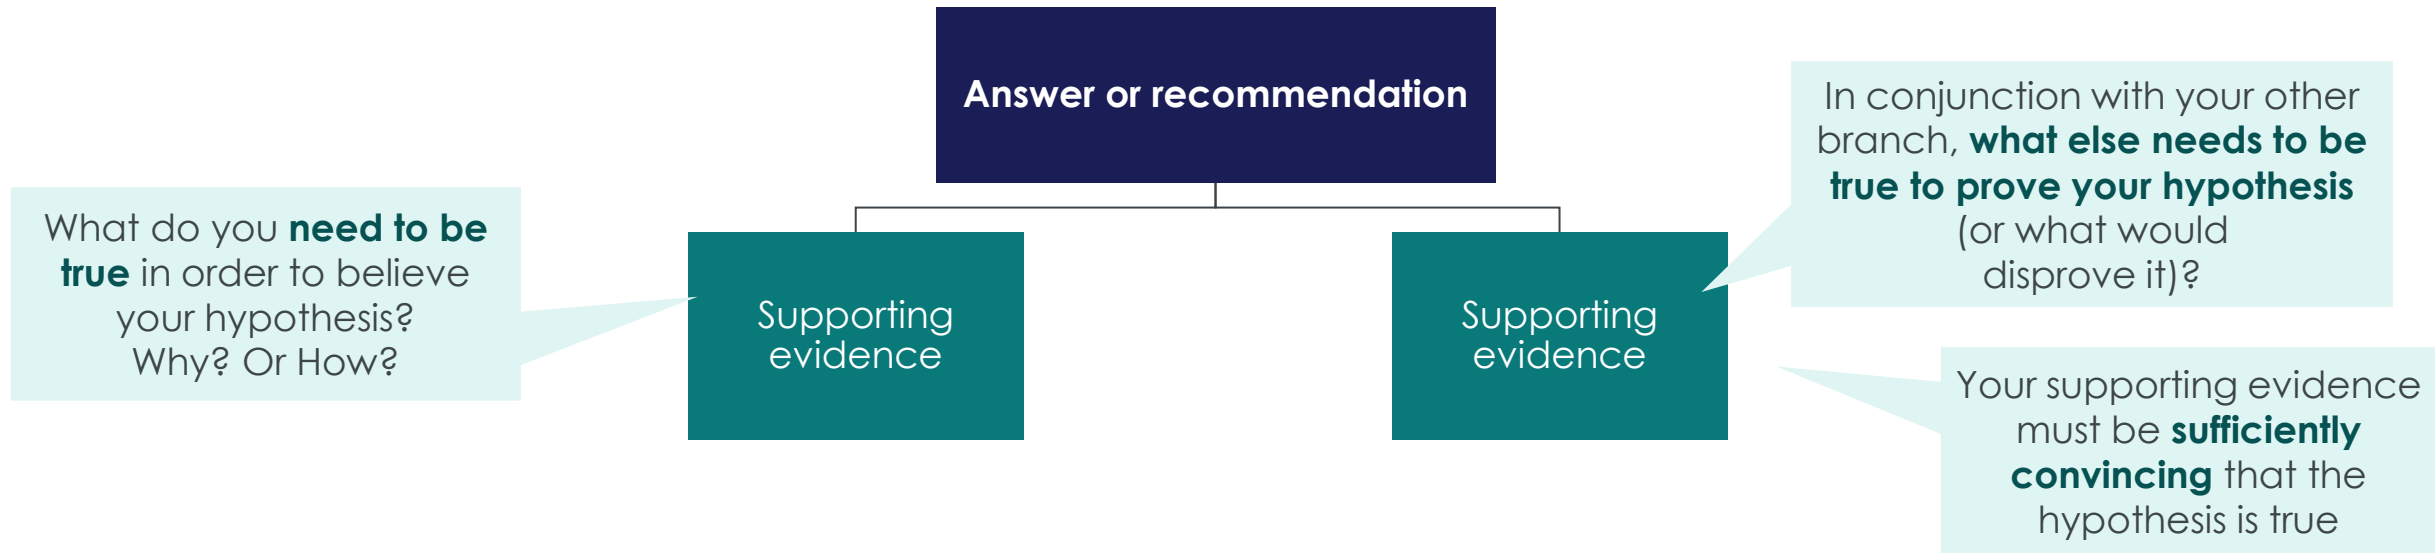 Answer or recommendation
What do you need to be
true in order to believe
your hypothesis?
Why? Or How?
Supporting
evidence
Supporting
evidence
In conjunction with your other
branch, what else needs to be
true to prove your hypothesis
(or what would
disprove it)?
Your supporting evidence
must be sufficiently
convincing that the
hypothesis is true